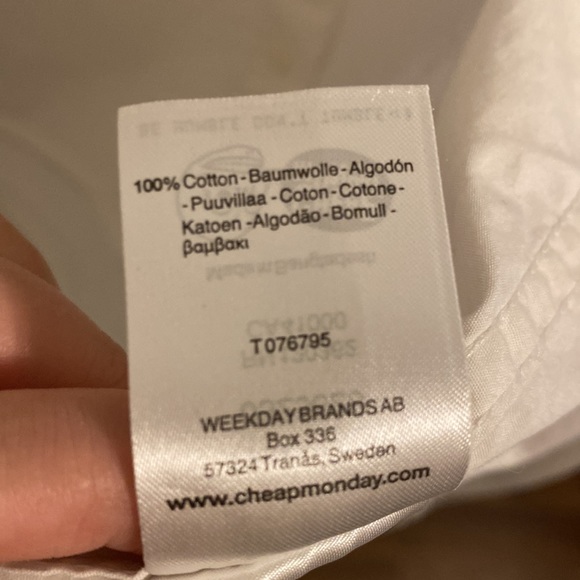 100% Cotton-Baumwolle-Algodón
-Puuvillaa-Coton-Cotone-
Katoen-Algodão-Bomull-
βαμβακι
T076795
WEEKDAY BRANDS AB
Box 336
57324 Tranås, Sweden
www.cheapmonday.com